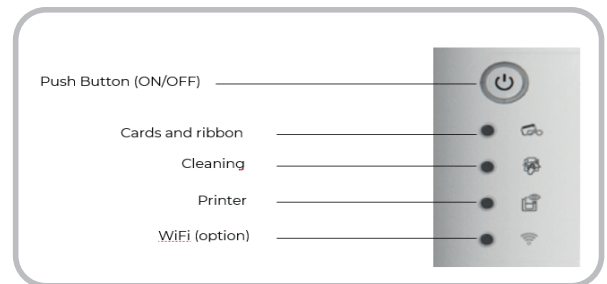 Push Button (ON/OFF)
Cards and ribbon
Cleaning
Printer
WiFi (option)